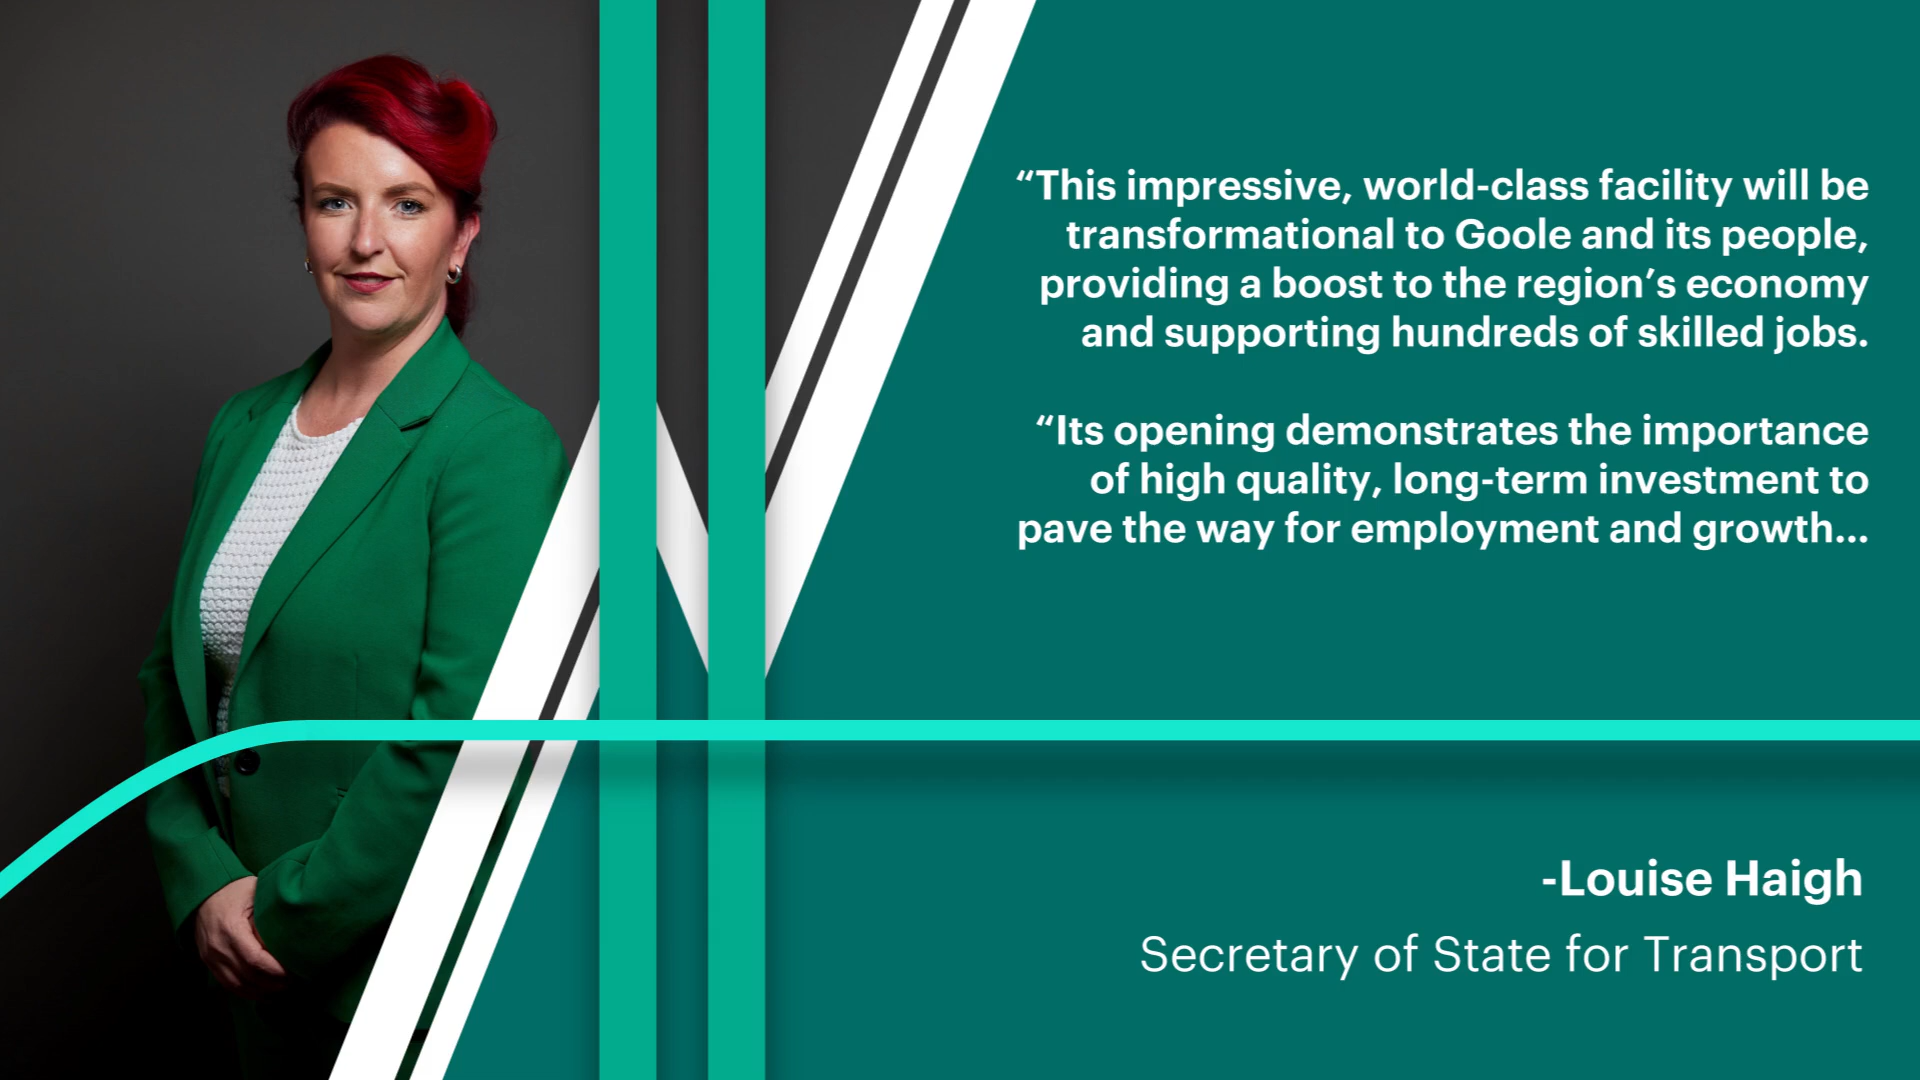 “This impressive, world-class facility will be
transformational to Goole and its people,
providing a boost to the region’s economy
and supporting hundreds of skilled jobs.
“Its opening demonstrates the importance
of high quality, long-term investment to
pave the way for employment and growth...
-Louise Haigh
Secretary of State for Transport